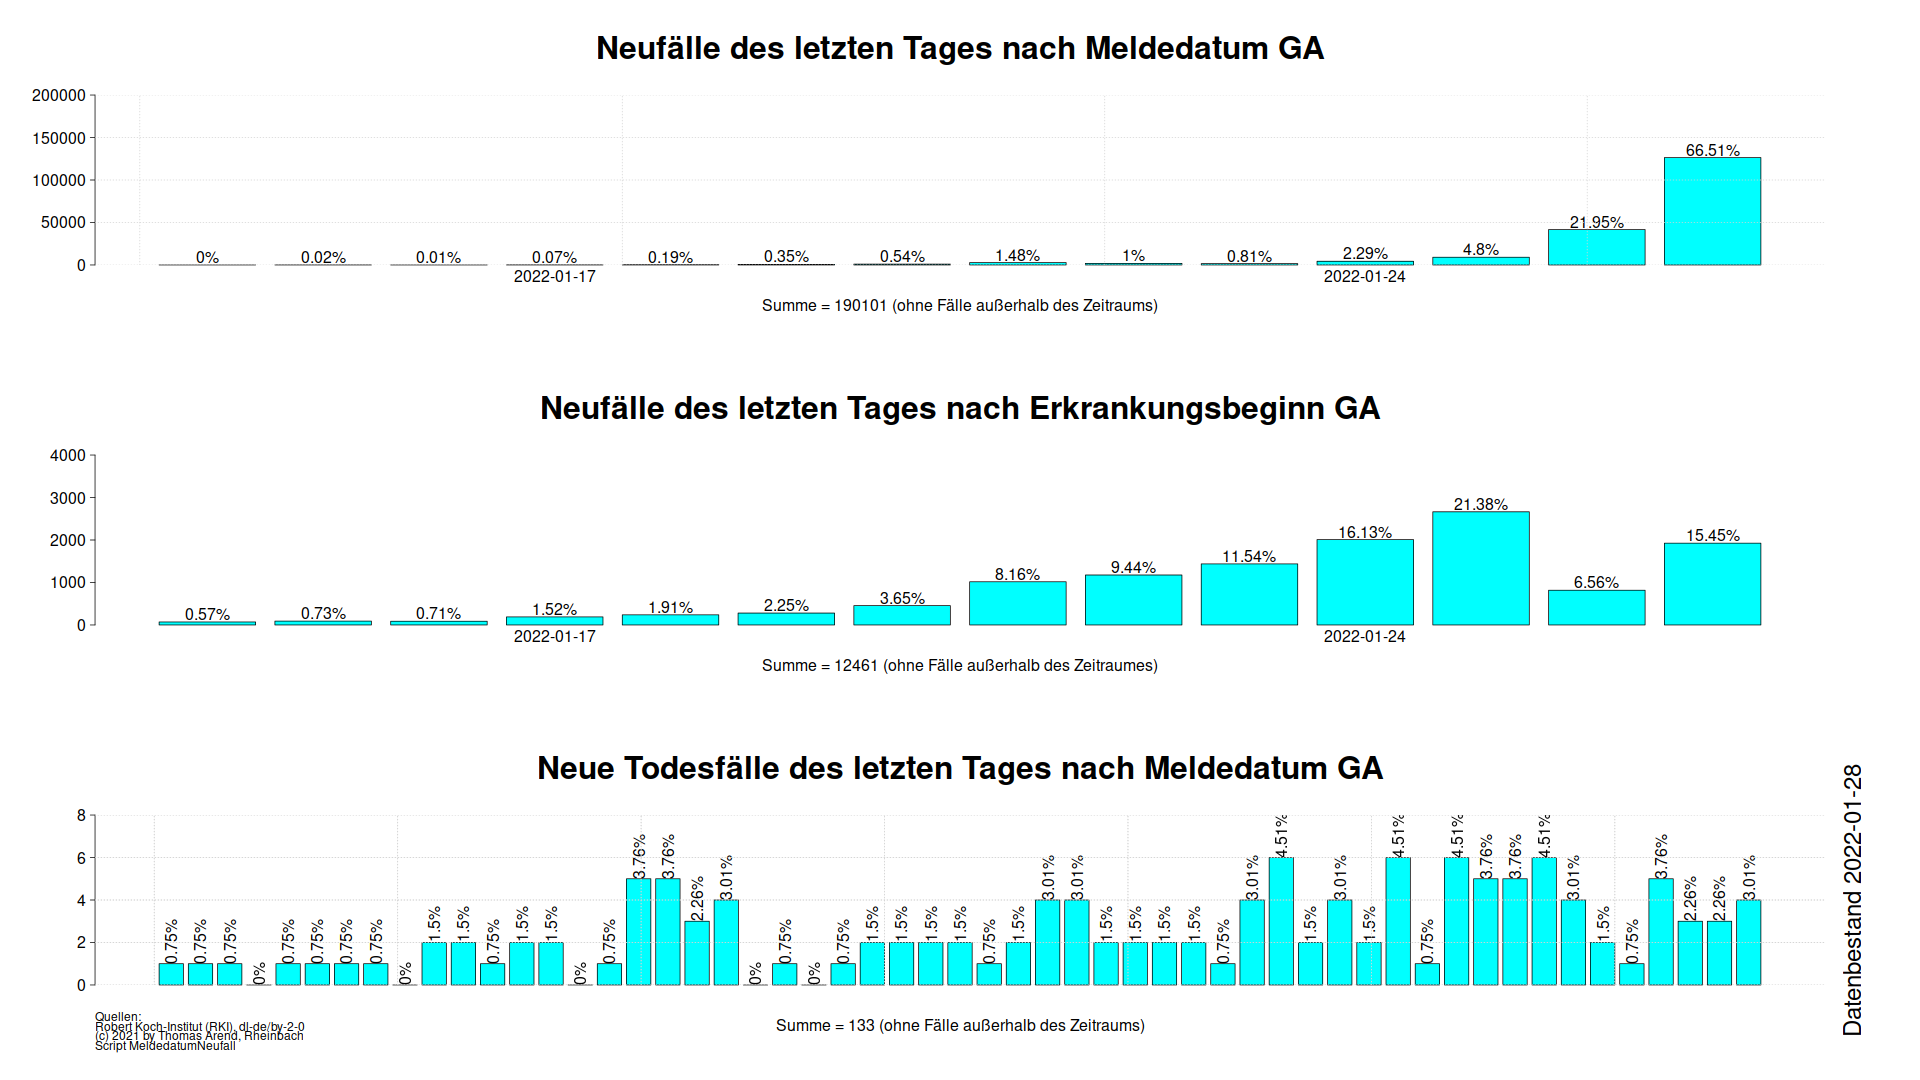 Neufälle des letzten Tages nach Meldedatum GA
200000
150000
100000
50000
0
0% 0.02% 0.01% 0.07% 0.19% 0.35% 0.54% 1.48% 1% 0.81% 2.29% 4.8% 21.95% 66.51%
2022-01-17 2022-01-24
Summe = 190101 (ohne Fälle außerhalb des Zeitraums)
Neufälle des letzten Tages nach Erkrankungsbeginn GA
4000
3000
2000
1000
0
0.57% 0.73% 0.71% 1.52% 1.91% 2.25% 3.65% 8.16% 9.44% 11.54% 16.13% 21.38% 6.56% 15.45%
2022-01-17 2022-01-24
Summe = 12461 (ohne Fälle außerhalb des Zeitraumes)
Neue Todesfälle des letzten Tages nach Meldedatum GA
8
6
4
2
0
0.75% 0.75% 0.75% 0% 0.75% 0.75% 0.75% 0.75% 0% 1.5% 1.5% 0.75% 1.5% 1.5% 0% 0.75% 3.76% 3.76% 2.26% 3.01% 0% 0.75% 0% 0.75% 1.5% 1.5% 1.5% 1.5% 0.75% 1.5% 3.01% 3.01% 1.5% 1.5% 1.5% 1.5% 0.75% 3.01% 4.51% 1.5% 3.01% 1.5% 4.51% 0.75% 4.51% 3.76% 3.76% 4.51% 3.01% 1.5% 0.75% 3.76% 2.26% 2.26% 3.01%
Summe = 133 (ohne Fälle außerhalb des Zeitraums)
Quellen:
Robert Koch-Institut (RKI), dl-de/by-2-0
(c) 2021 by Thomas Arend, Rheinbach
Script MeldedatumNeufall
Datenbestand 2022-01-28